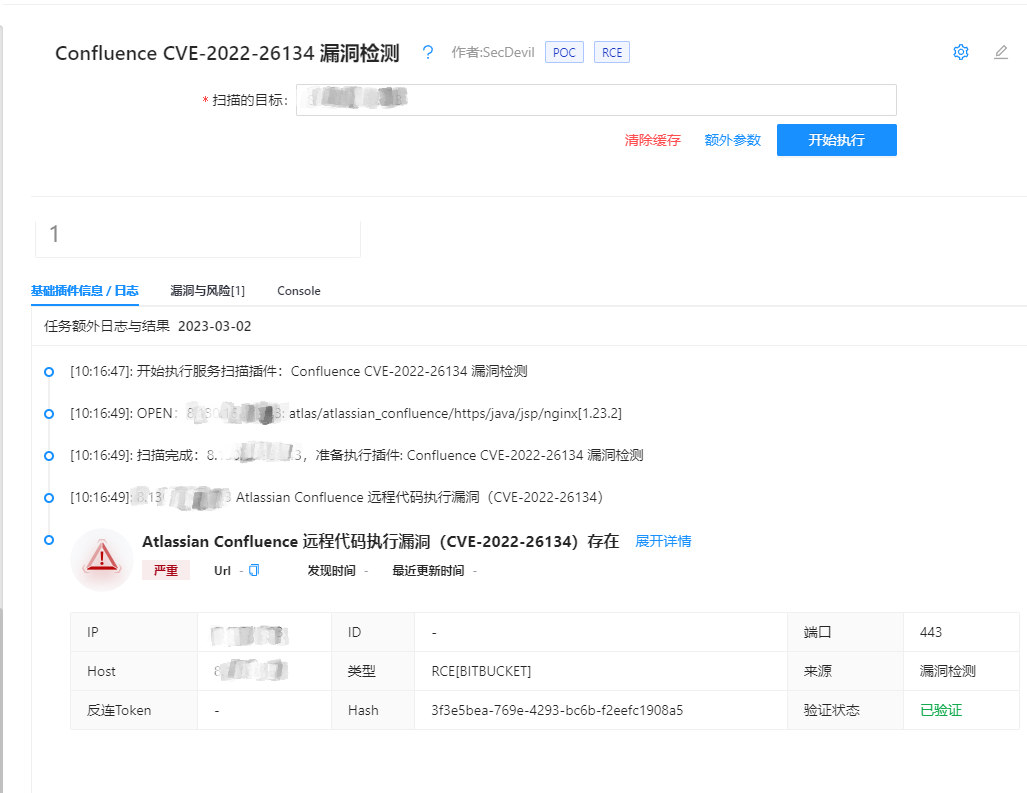 Confluence CVE-2022-26134 漏洞检测 ? 作者:SecDevil POC RCE
* 扫描的目标:
清除缓存 额外参数 开始执行
1
基础插件信息 / 日志 漏洞与风险[1] Console
任务额外日志与结果 2023-03-02
[10:16:47]: 开始执行服务扫描插件：Confluence CVE-2022-26134 漏洞检测
[10:16:49]: OPEN: atlas/atlassian_confluence/https/java/jsp/nginx[1.23.2]
[10:16:49]: 扫描完成：8. 3，准备执行插件: Confluence CVE-2022-26134 漏洞检测
[10:16:49]: Atlassian Confluence 远程代码执行漏洞（CVE-2022-26134）
Atlassian Confluence 远程代码执行漏洞（CVE-2022-26134）存在 展开详情
严重 Url - 发现时间 - 最近更新时间 -
IP ID - 端口 443
Host 类型 RCE[BITBUCKET] 来源 漏洞检测
反连Token - Hash 3f3e5bea-769e-4293-bc6b-f2eefc1908a5 验证状态 已验证